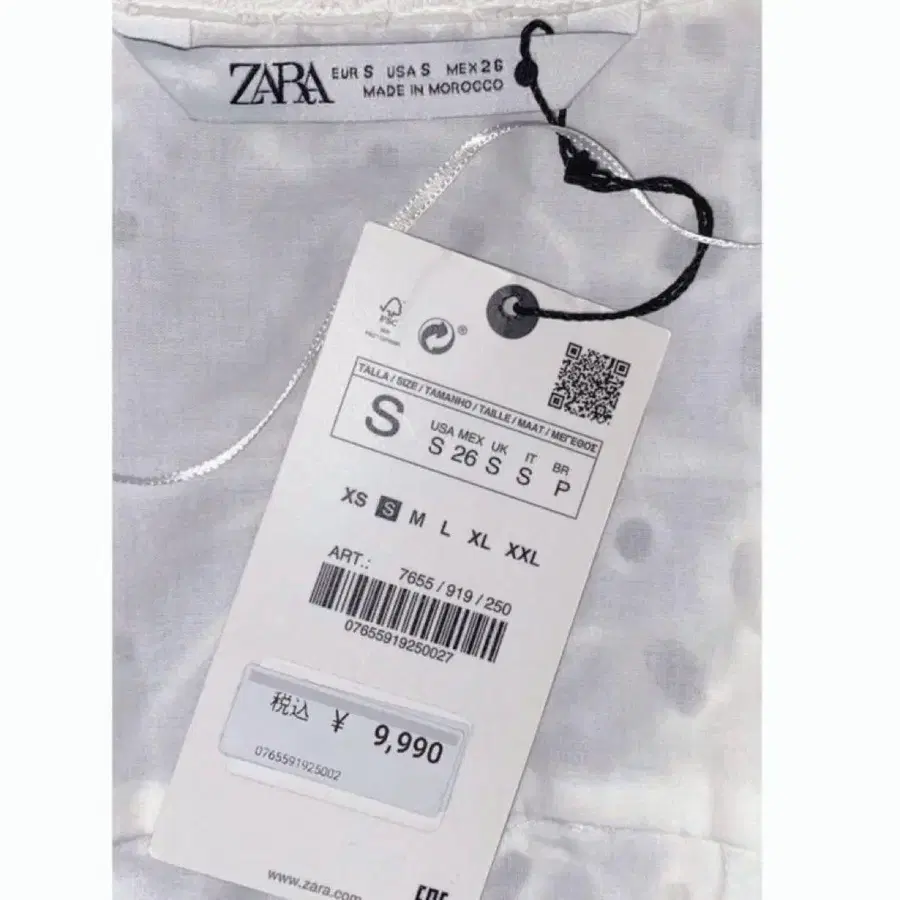 ZARA
EUR S USA S MEX 26
MADE IN MOROCCO
FSC
®
TALLA / SIZE / TAMANHO / TAILLE / MAAT / ΜΕΓΕΘΟΣ
S
USA MEX UK IT BR
S 26 S S P
XS S M L XL XXL
ART.: 7655 / 919 / 250
07655919250027
税込 ¥ 9,990
0765591925002
www.zara.com